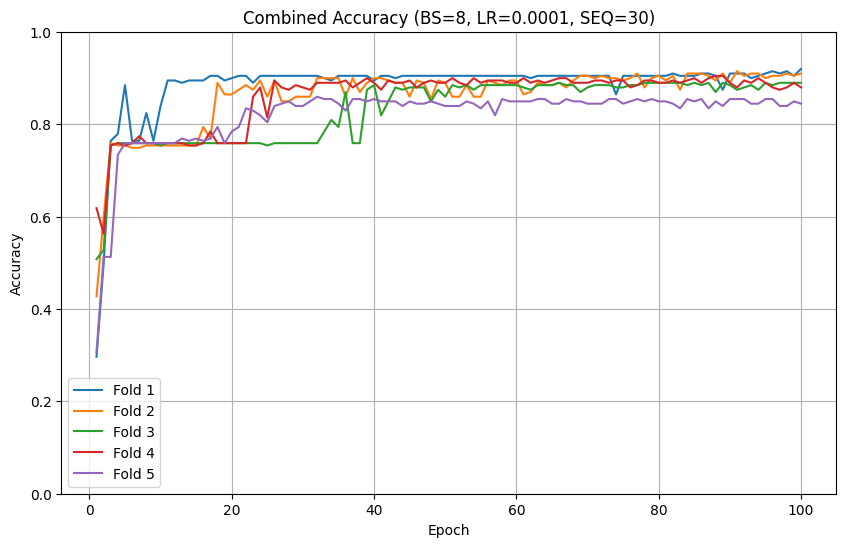 Combined Accuracy (BS=8, LR=0.0001, SEQ=30)
1.0
0.8
0.6
0.4
0.2
0.0
Accuracy
Fold 1
Fold 2
Fold 3
Fold 4
Fold 5
0 20 40 60 80 100
Epoch